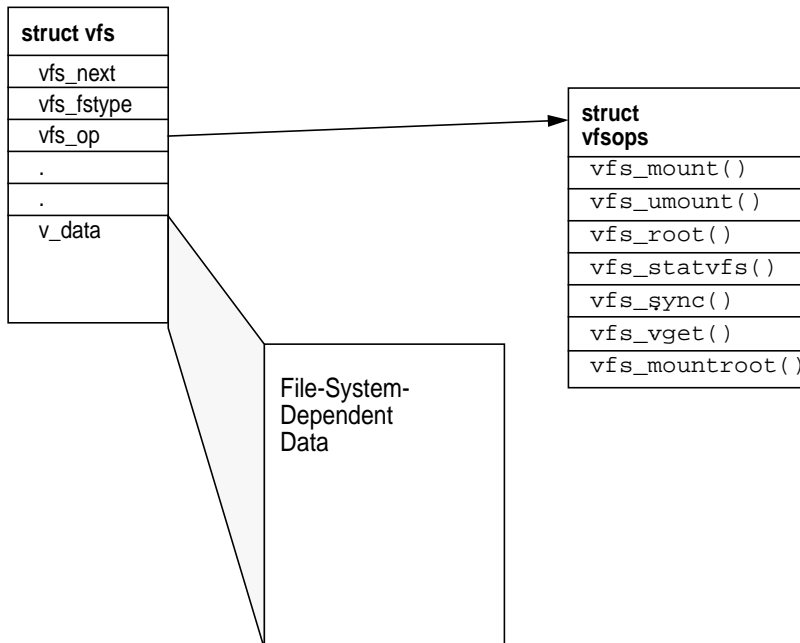 struct vfs
vfs_next
vfs_fstype
vfs_op
.
.
v_data
struct
vfsops
vfs_mount()
vfs_umount()
vfs_root()
vfs_statvfs()
vfs_sync()
vfs_vget()
vfs_mountroot()
File-System-
Dependent
Data